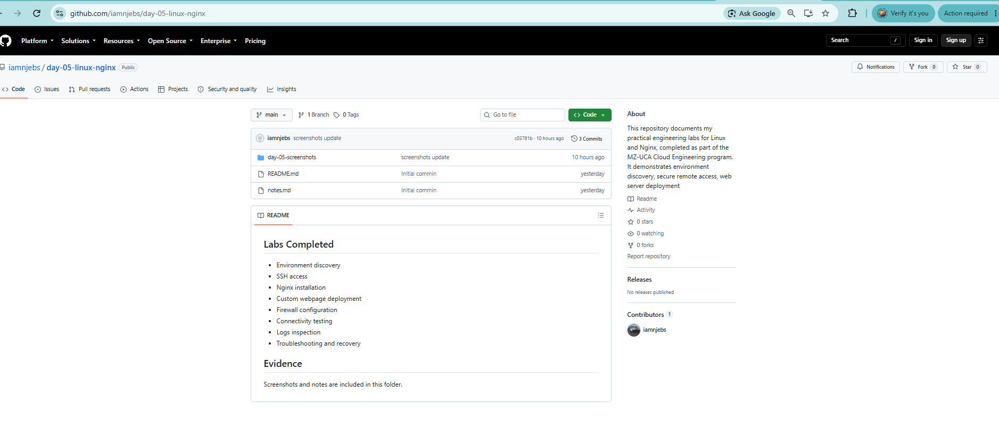 github.com/iamnjebs/day-05-linux-nginx
Ask Google
Verify it's you
Action required
Platform
Solutions
Resources
Open Source
Enterprise
Pricing
Search
/
Sign in
Sign up
iamnjebs / day-05-linux-nginx
Public
Notifications
Fork 0
Star 0
Code
Issues
Pull requests
Actions
Projects
Security and quality
Insights
main
1 Branch
0 Tags
Go to file
Code
iamnjebs screenshots update
c03761b · 10 hours ago
3 Commits
day-05-screenshots
screenshots update
10 hours ago
README.md
Initial commin
yesterday
notes.md
Initial commin
yesterday
README
Labs Completed
• Environment discovery
• SSH access
• Nginx installation
• Custom webpage deployment
• Firewall configuration
• Connectivity testing
• Logs inspection
• Troubleshooting and recovery
Evidence
Screenshots and notes are included in this folder.
About
This repository documents my
practical engineering labs for Linux
and Nginx, completed as part of the
MZ-UCA Cloud Engineering program.
It demonstrates environment
discovery, secure remote access, web
server deployment
Readme
Activity
0 stars
0 watching
0 forks
Report repository
Releases
No releases published
Contributors 1
iamnjebs